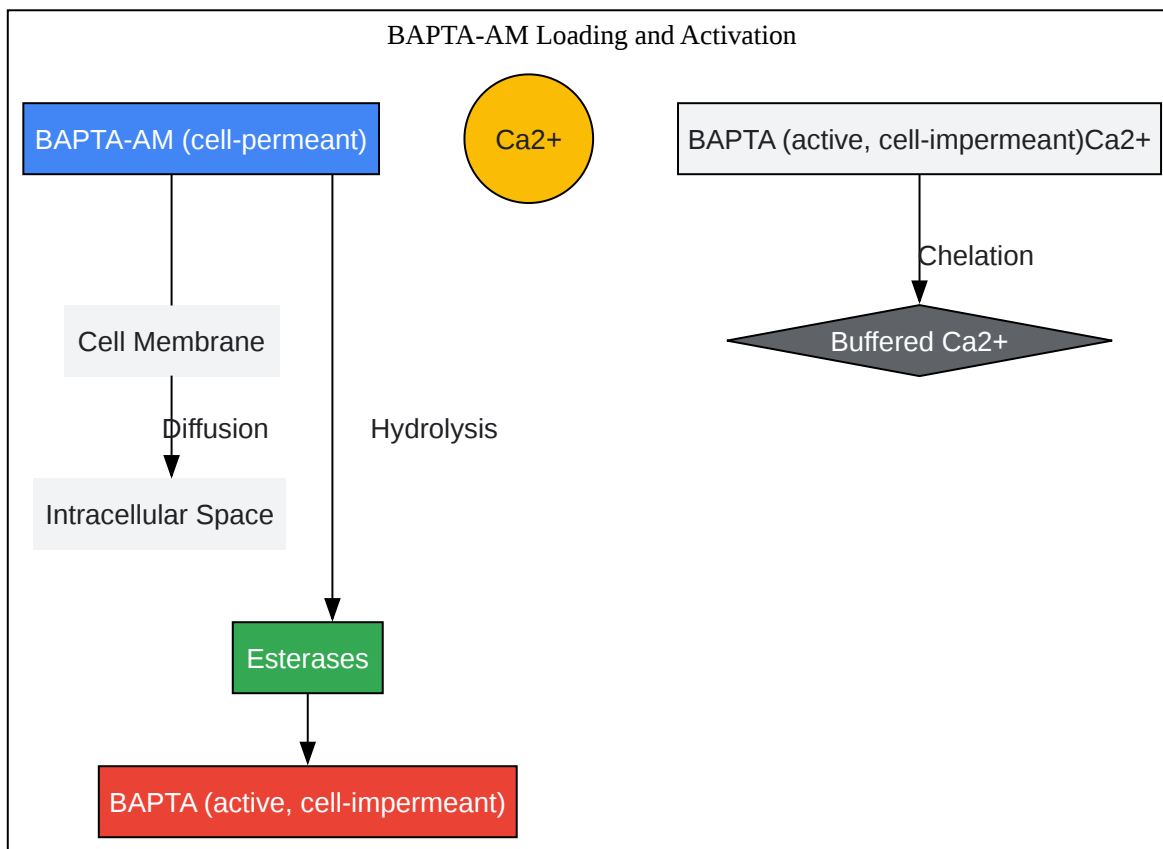 BAPTA-AM Loading and Activation
BAPTA-AM (cell-permeant)
Ca2+
BAPTA (active, cell-impermeant)Ca2+
Chelation
Cell Membrane
Buffered Ca2+
Diffusion
Hydrolysis
Intracellular Space
Esterases
BAPTA (active, cell-impermeant)